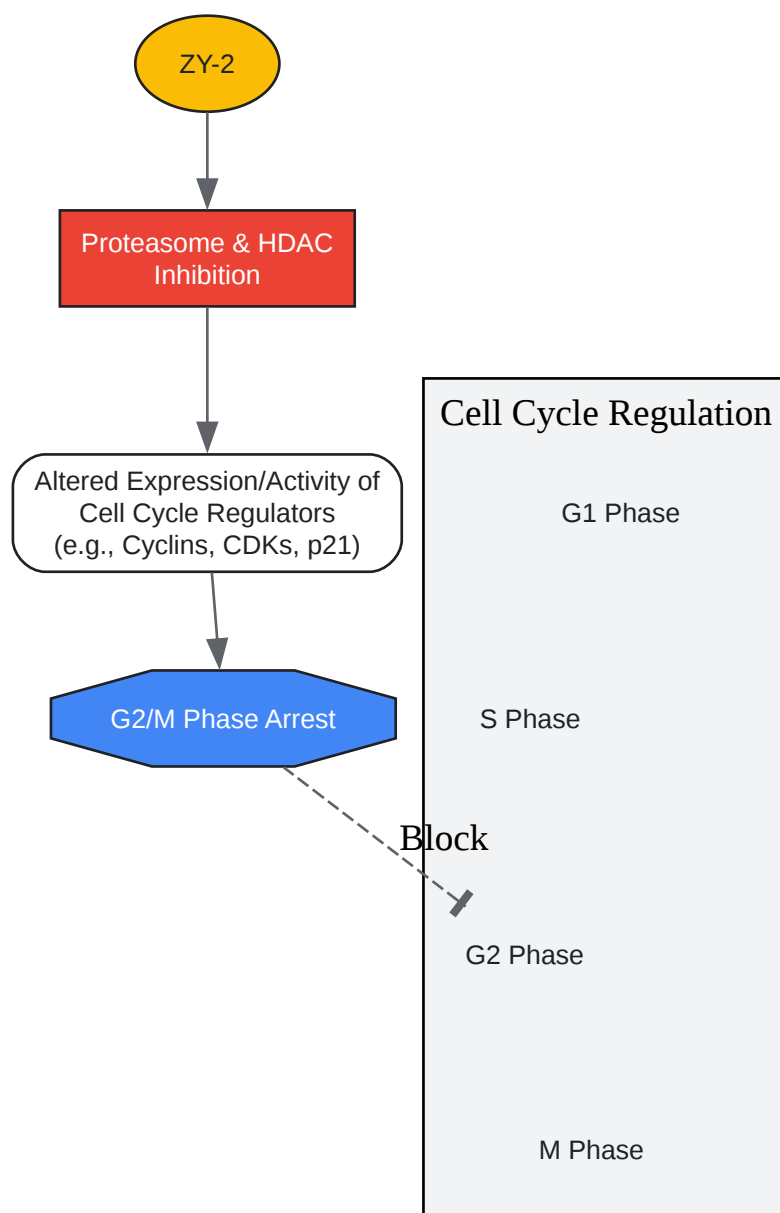 ZY-2
Proteasome & HDAC
Inhibition
Altered Expression/Activity of
Cell Cycle Regulators
(e.g., Cyclins, CDKs, p21)
G2/M Phase Arrest
Block
Cell Cycle Regulation
G1 Phase
S Phase
G2 Phase
M Phase